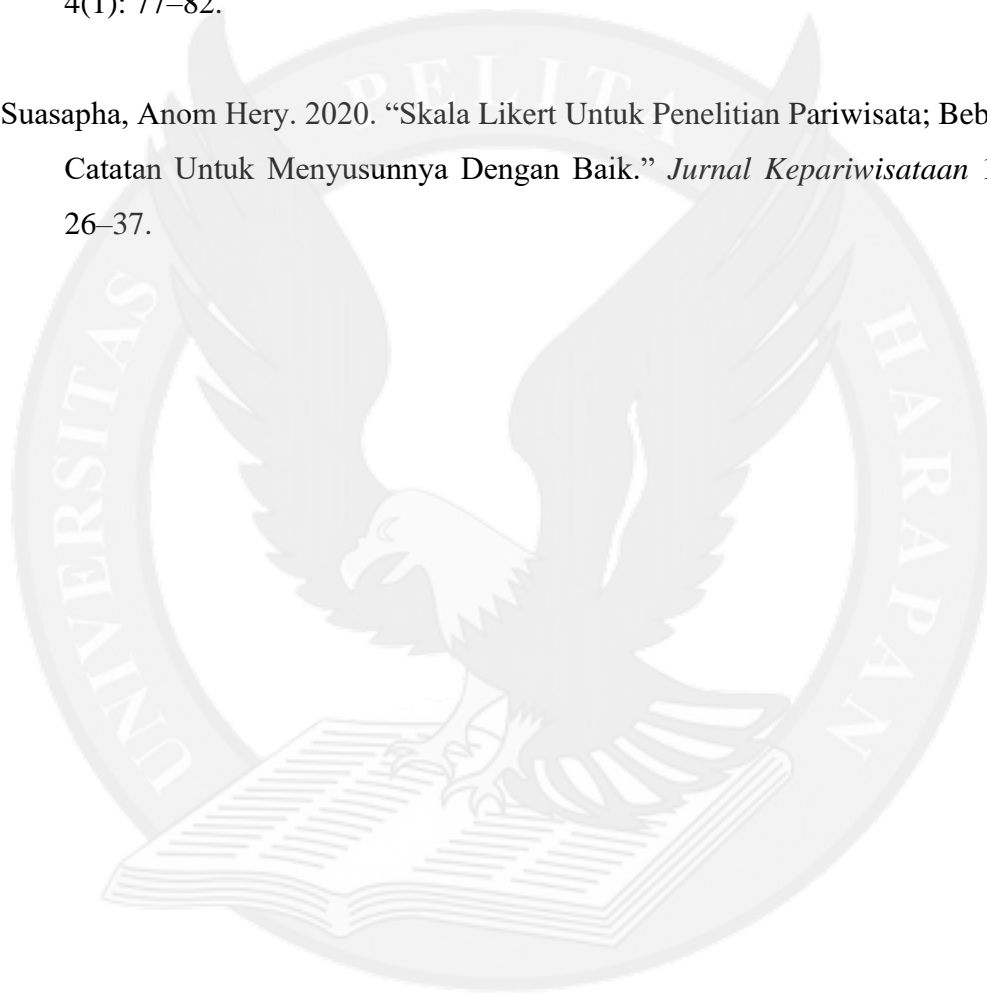 4(1): 77–82.
Suasapha, Anom Hery. 2020. “Skala Likert Untuk Penelitian Pariwisata; Beb
Catatan Untuk Menyusunnya Dengan Baik.” Jurnal Kepariwisataan 1
26–37.
UNIVERSITAS PELITA HARAPAN